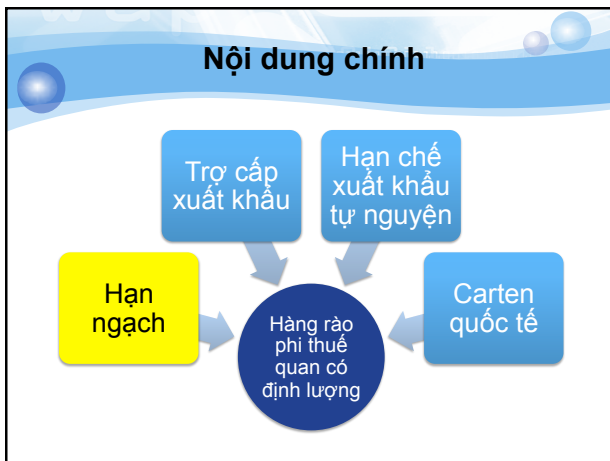 Nội dung chính
Trợ cấp
xuất khẩu
Hạn chế
xuất khẩu
tự nguyện
Hạn
ngạch
Hàng rào
phi thuế
quan có
định lượng
Carten
quốc tế